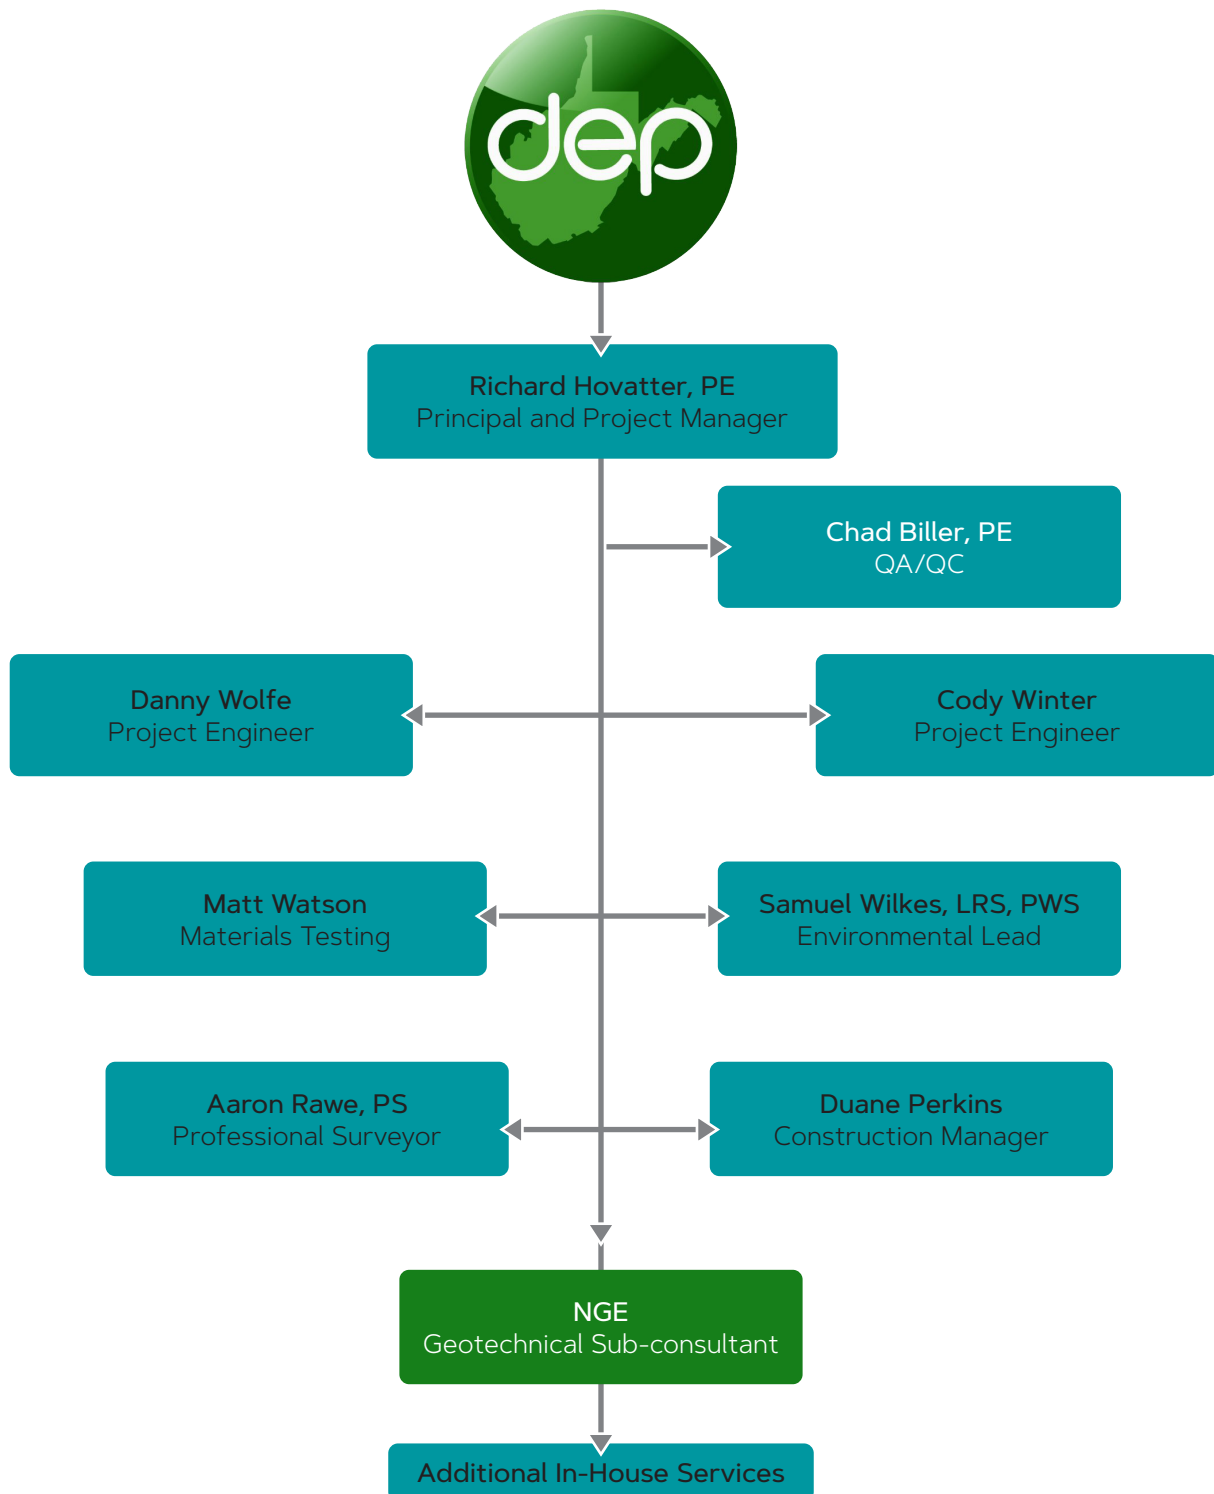 dep
Richard Hovatter, PE
Principal and Project Manager
Chad Biller, PE
QA/QC
Danny Wolfe
Project Engineer
Cody Winter
Project Engineer
Matt Watson
Materials Testing
Samuel Wilkes, LRS, PWS
Environmental Lead
Aaron Rawe, PS
Professional Surveyor
Duane Perkins
Construction Manager
NGE
Geotechnical Sub-consultant
Additional In-House Services